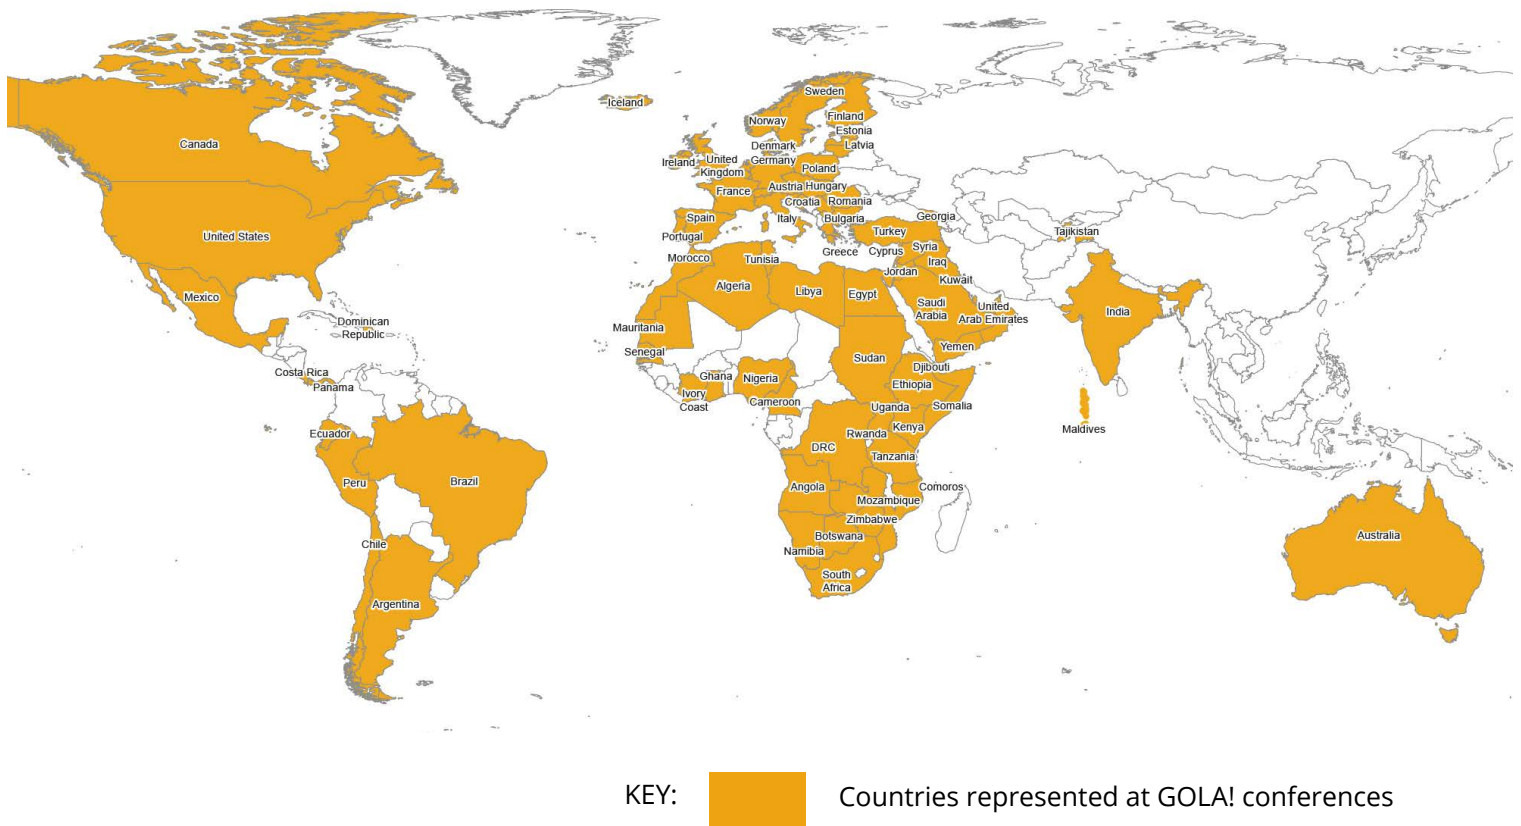 Canada
United States
Mexico
Dominican
Republic
Costa Rica
Panama
Ecuador
Peru
Brazil
Chile
Argentina
Iceland
Sweden
Norway
Finland
Estonia
Denmark
Latvia
Ireland
United
Kingdom
Germany
Poland
France
Austria
Hungary
Croatia
Romania
Spain
Italy
Bulgaria
Georgia
Portugal
Greece
Turkey
Cyprus
Syria
Morocco
Tunisia
Iraq
Jordan
Kuwait
Algeria
Libya
Egypt
Saudi
Arabia
United
Arab Emirates
Mauritania
Senegal
Yemen
Sudan
Djibouti
Ghana
Nigeria
Ethiopia
Ivory
Coast
Cameroon
Uganda
Somalia
Rwanda
Kenya
DRC
Tanzania
Angola
Comoros
Mozambique
Zimbabwe
Botswana
Namibia
South
Africa
Tajikistan
India
Maldives
Australia
KEY:
Countries represented at GOLA! conferences